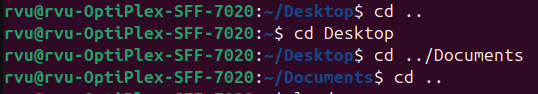 rvu@rvu-OptiPlex-SFF-7020:~/Desktop$ cd ..
rvu@rvu-OptiPlex-SFF-7020:~$ cd Desktop
rvu@rvu-OptiPlex-SFF-7020:~/Desktop$ cd ../Documents
rvu@rvu-OptiPlex-SFF-7020:~/Documents$ cd ..